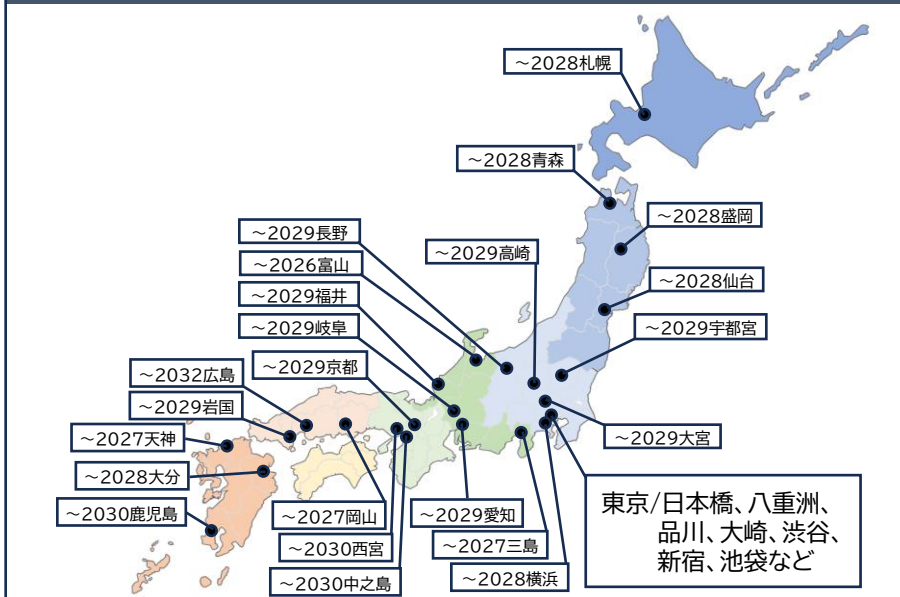 ～2028札幌
～2028青森
～2028盛岡
～2029長野
～2029高崎
～2026富山
～2028仙台
～2029福井
～2029岐阜
～2029宇都宮
～2029京都
～2032広島
～2029岩国
～2027天神
～2029大宮
～2028大分
～2030鹿児島
～2027岡山
～2029愛知
～2030西宮
～2027三島
～2030中之島
～2028横浜
東京/日本橋、八重洲、
品川、大崎、渋谷、
新宿、池袋など